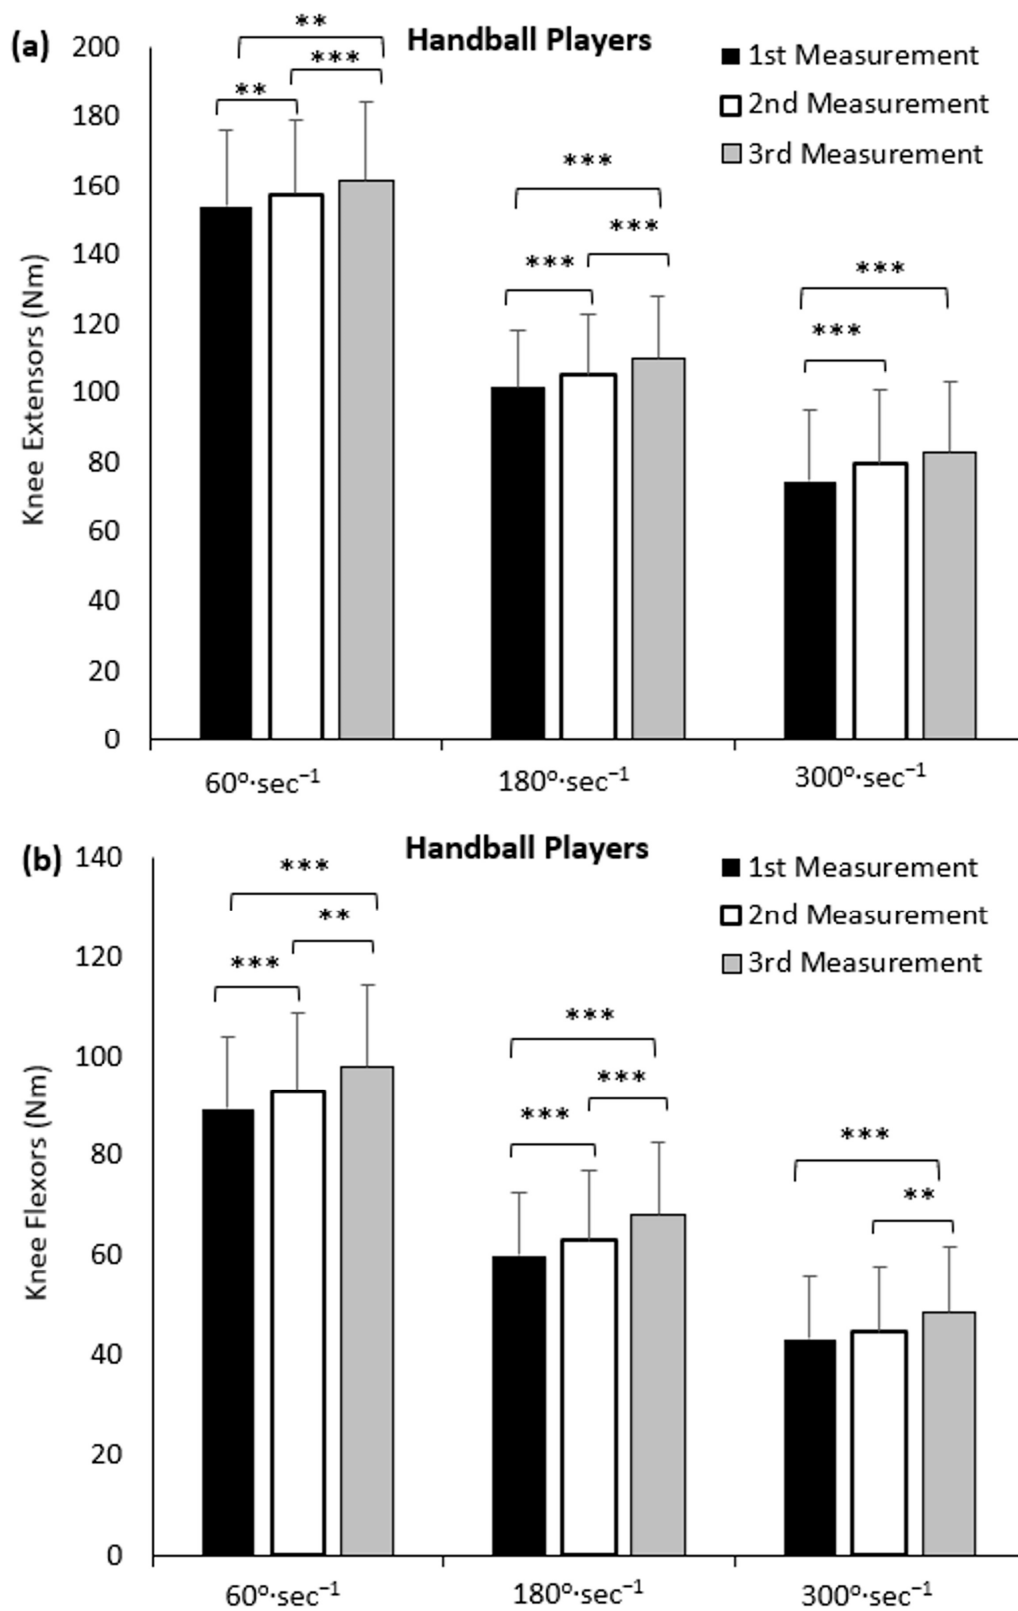 (a)
Handball Players
1st Measurement
2nd Measurement
3rd Measurement
Knee Extensors (Nm)
200
180
160
140
120
100
80
60
40
20
0
**
***
**
***
***
***
***
***
60°·sec⁻¹
180°·sec⁻¹
300°·sec⁻¹
(b)
Handball Players
1st Measurement
2nd Measurement
3rd Measurement
Knee Flexors (Nm)
140
120
100
80
60
40
20
0
***
**
***
***
***
***
***
**
60°·sec⁻¹
180°·sec⁻¹
300°·sec⁻¹